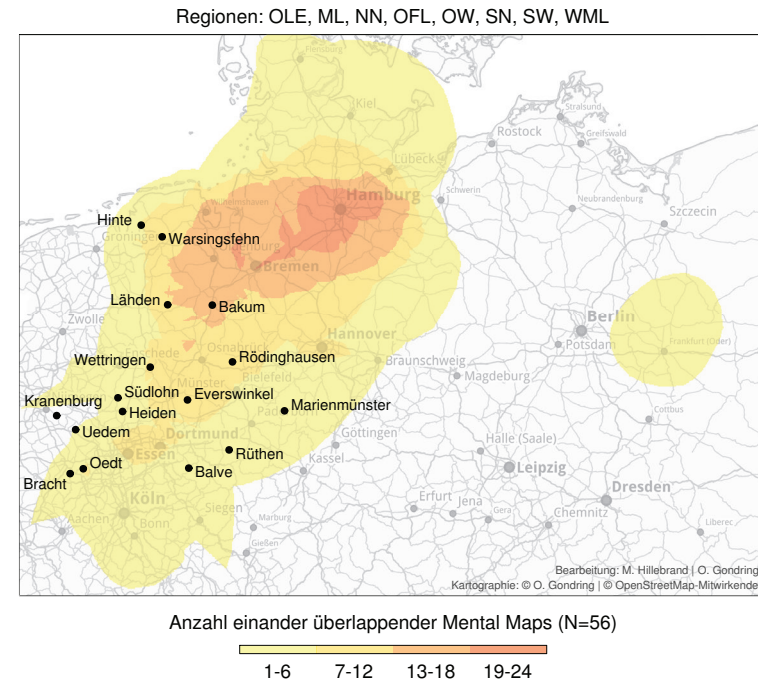 Regionen: OLE, ML, NN, OFL, OW, SN, SW, WML
Flensburg
Kiel
Stralsund
Rostock
Greifswald
Lübeck
Schwerin
Hamburg
Neubrandenburg
Szczecin
Hinte
Groningen
Warsingsfehn
Bremen
Lähden
Bakum
Zwolle
Berlin
Hannover
Potsdam
Frankfurt (Oder)
Osnabrück
Wettringen
Rödinghausen
Braunschweig
Bielefeld
Magdeburg
Münster
Südlohn
Everswinkel
Kranenburg
Heiden
Marienmünster
Cottbus
Uedem
Dortmund
Göttingen
Halle (Saale)
Essen
Rüthen
Kassel
Leipzig
Oedt
Balve
Bracht
Dresden
Köln
Erfurt
Jena
Siegen
Gera
Chemnitz
Aachen
Bonn
Marburg
Liberec
Gießen
Bearbeitung: M. Hillebrand | O. Gondring
Kartographie: © O. Gondring | © OpenStreetMap-Mitwirkende
Anzahl einander überlappender Mental Maps (N=56)
1-6 7-12 13-18 19-24